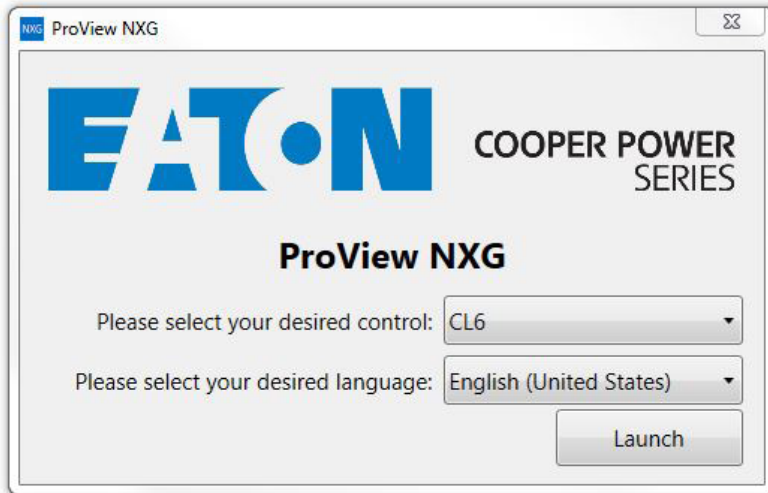 NXG ProView NXG
EATON
COOPER POWER
SERIES
ProView NXG
Please select your desired control: CL6
Please select your desired language: English (United States)
Launch